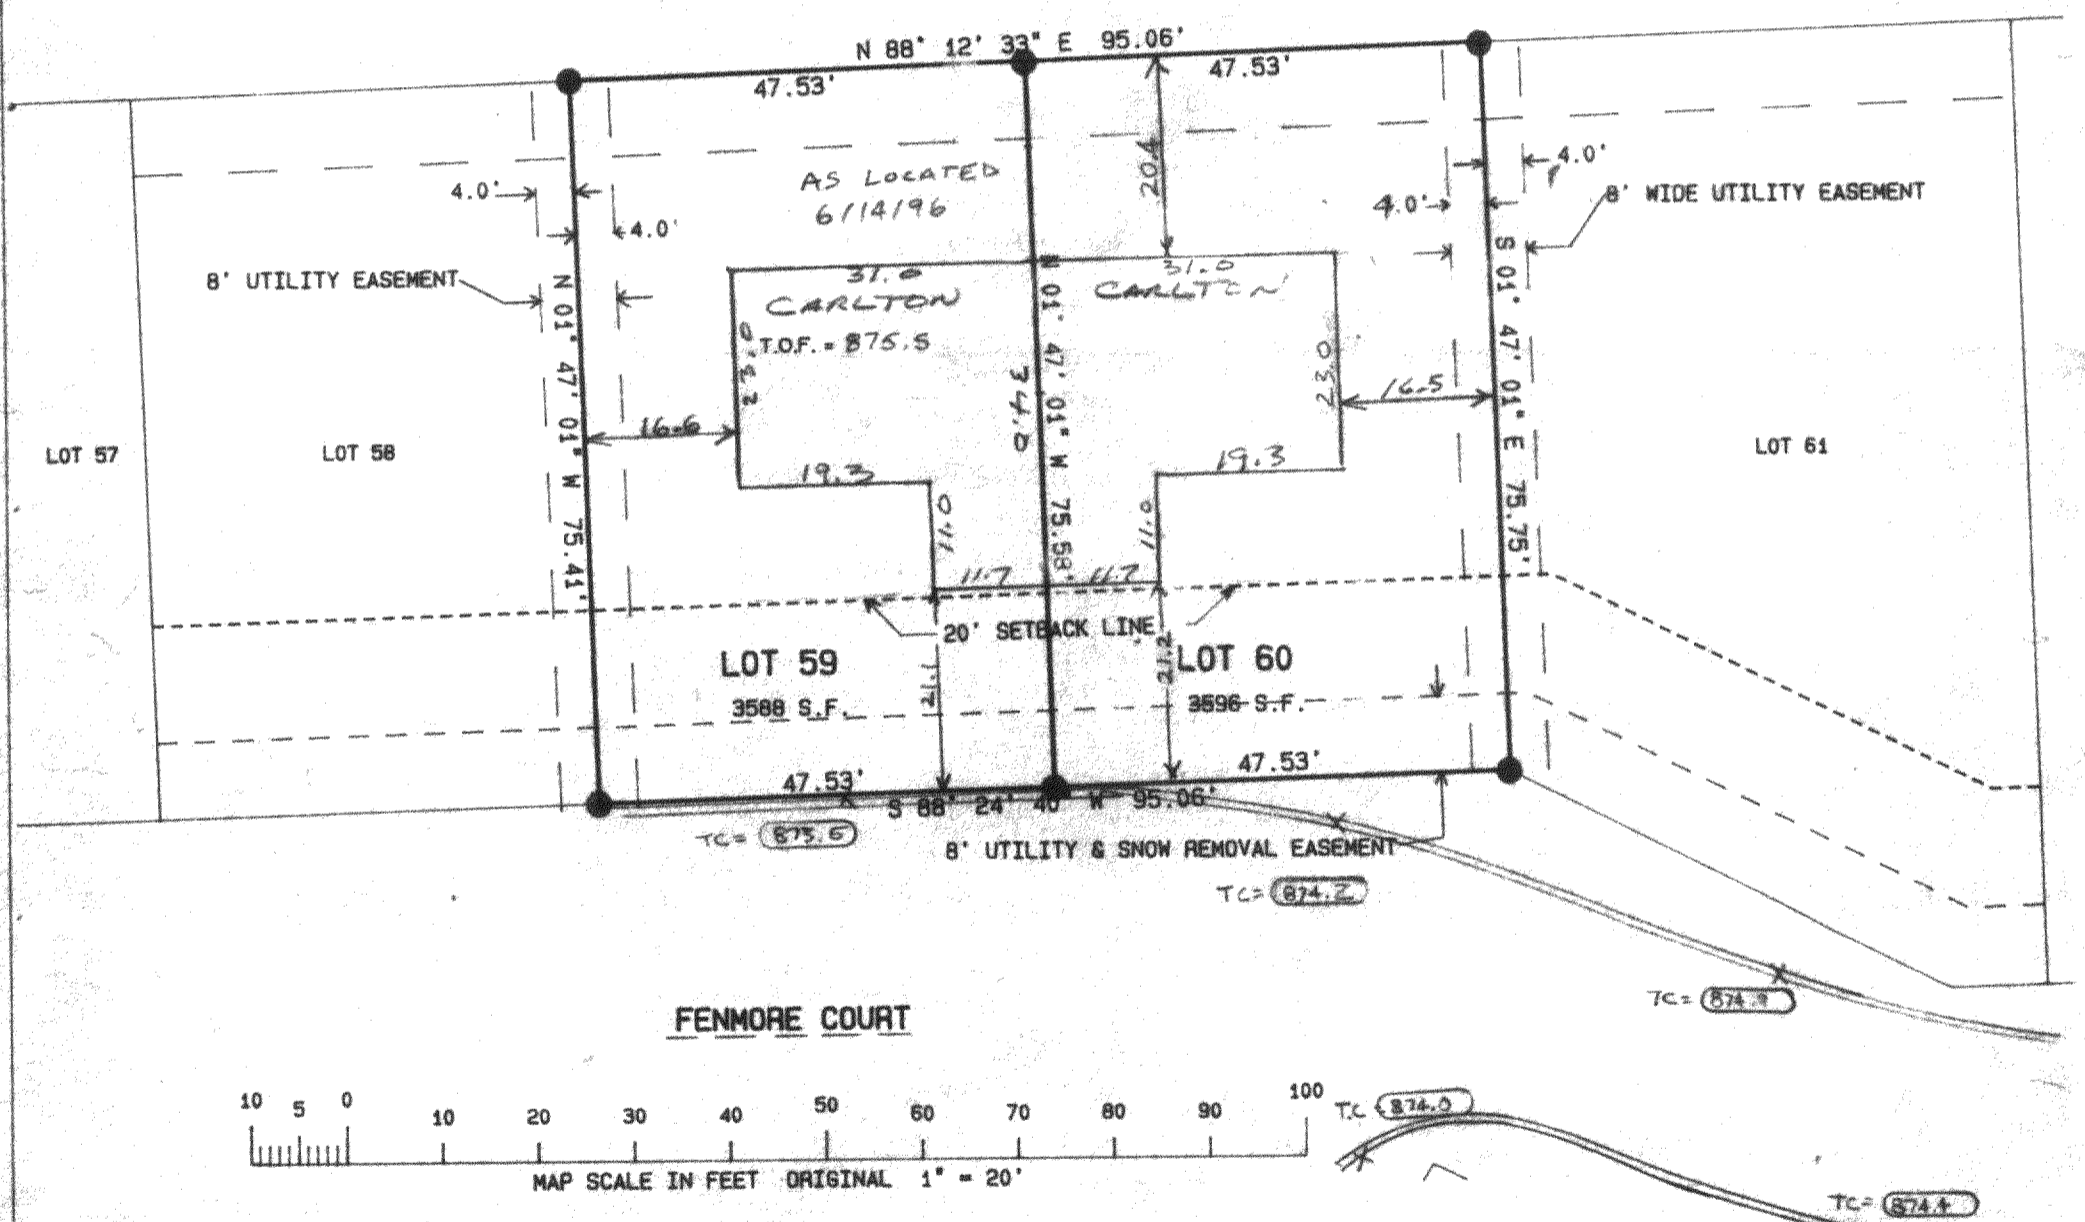 N 88° 12' 33" E 95.06'
47.53'
47.53'
AS LOCATED
6/14/96
20.4
4.0'
4.0'
4.0'
4.0'
8' WIDE UTILITY EASEMENT
8' UTILITY EASEMENT
N 01° 47' 01" W 75.41'
31.0
CARLTON
T.O.F. = 875.5
23.0
34.0
N 01° 47' 01" W 75.58'
31.0
CARLTON
23.0
S 01° 47' 01" E 75.75'
16.6
16.5
LOT 57
LOT 58
LOT 61
19.3
19.3
11.0
11.0
11.7
11.7
20' SETBACK LINE
LOT 59
3588 S.F.
21.1
21.2
LOT 60
3596 S.F.
47.53'
47.53'
S 88° 24' 40" W 95.06'
TC= 873.6
8' UTILITY & SNOW REMOVAL EASEMENT
TC= 874.2
TC= 874.9
FENMORE COURT
10 5 0 10 20 30 40 50 60 70 80 90 100
MAP SCALE IN FEET ORIGINAL 1" = 20'
T.C 874.0
TC= 874.4